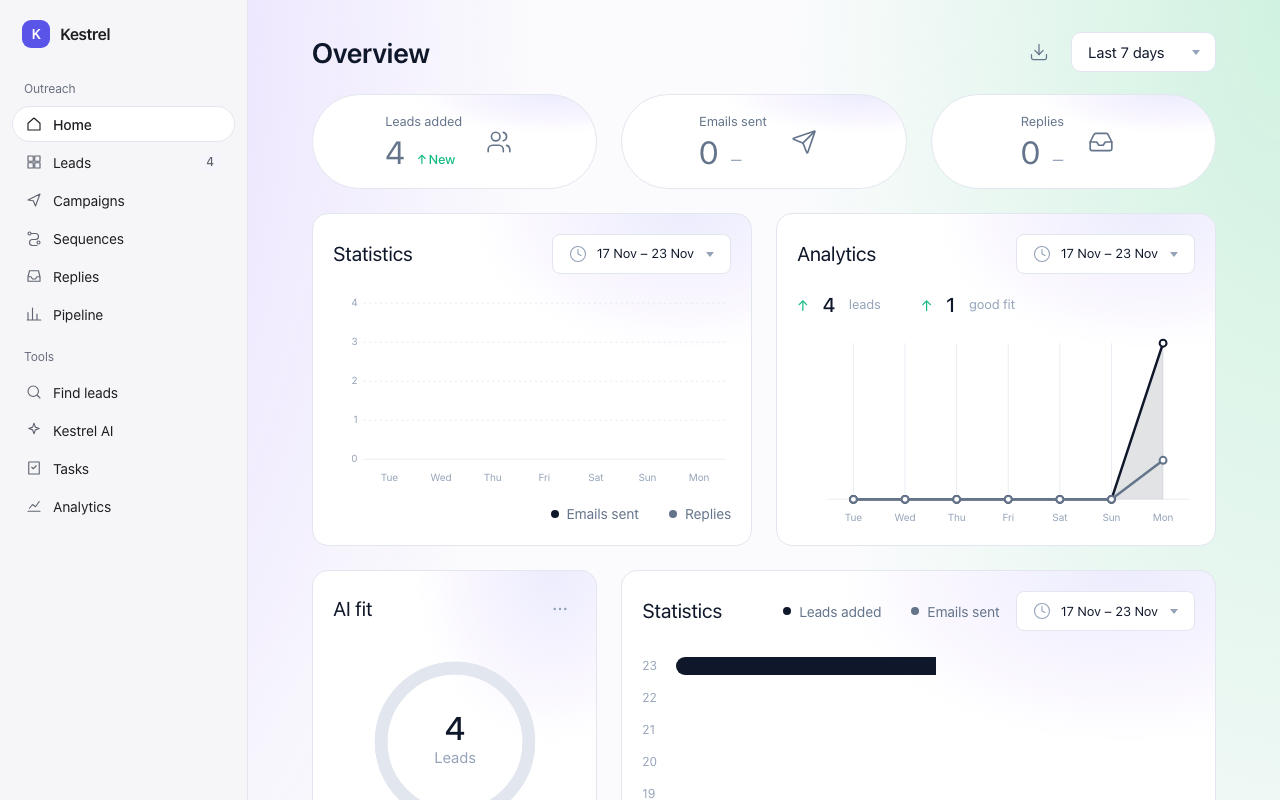 K Kestrel
Outreach
Home
Leads 4
Campaigns
Sequences
Replies
Pipeline
Tools
Find leads
Kestrel AI
Tasks
Analytics
Overview
Last 7 days
Leads added
4 New
Emails sent
0 –
Replies
0 –
Statistics
17 Nov – 23 Nov
4
3
2
1
0
Tue Wed Thu Fri Sat Sun Mon
Emails sent Replies
Analytics
17 Nov – 23 Nov
4 leads 1 good fit
Tue Wed Thu Fri Sat Sun Mon
AI fit
4
Leads
Statistics
Leads added Emails sent
17 Nov – 23 Nov
23
22
21
20
19